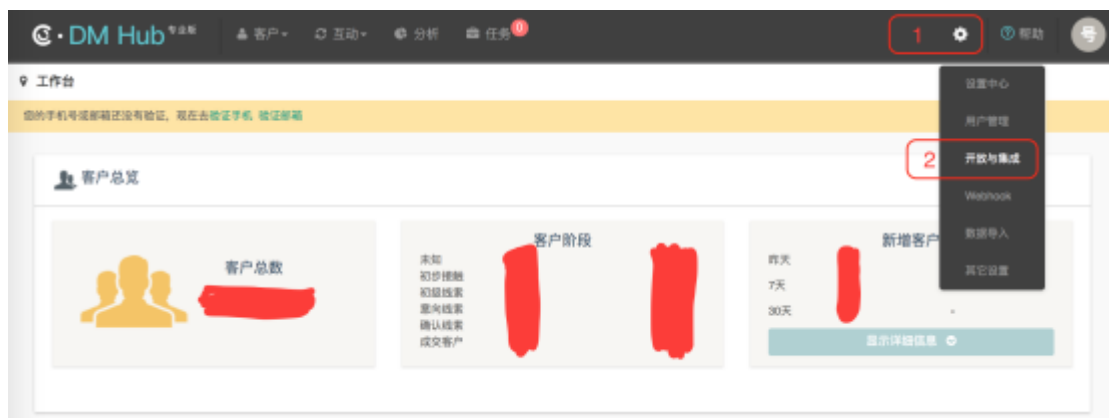 DM Hub 专业版 客户 互动 分析 任务 0 1 帮助 号
工作台
您的手机号或邮箱还没有验证，现在去验证手机 验证邮箱
设置中心
用户管理
2 开放与集成
Webhook
数据导入
其它设置
客户总览
客户总数
客户阶段
未知
初步接触
初级线索
意向线索
确认线索
成交客户
新增客户
昨天
7天
30天 -
显示详细信息